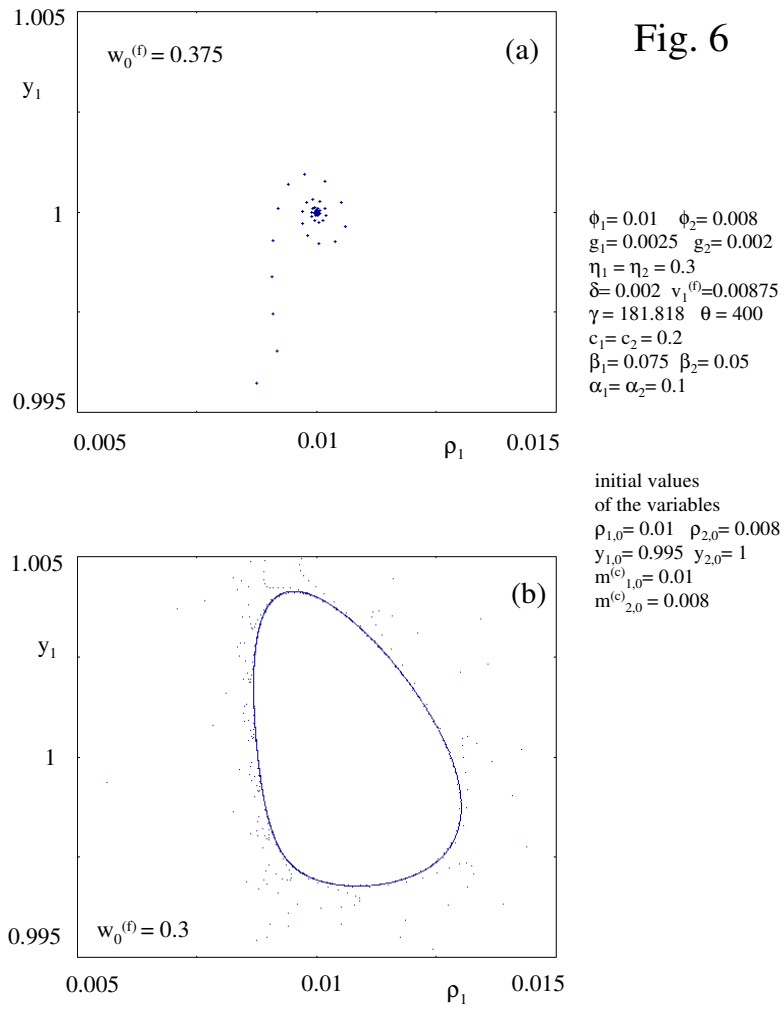 Fig. 6
1.005
w₀⁽ᶠ⁾ = 0.375
(a)
y₁
1
0.995
0.005 0.01 0.015
ρ₁
ϕ₁= 0.01 ϕ₂= 0.008
g₁= 0.0025 g₂= 0.002
η₁ = η₂ = 0.3
δ= 0.002 v₁⁽ᶠ⁾=0.00875
γ = 181.818 θ = 400
c₁= c₂ = 0.2
β₁= 0.075 β₂= 0.05
α₁= α₂= 0.1
initial values
of the variables
ρ₁,₀= 0.01 ρ₂,₀= 0.008
y₁,₀= 0.995 y₂,₀= 1
m⁽ᶜ⁾₁,₀= 0.01
m⁽ᶜ⁾₂,₀ = 0.008
1.005
(b)
y₁
1
0.995
w₀⁽ᶠ⁾ = 0.3
0.005 0.01 0.015
ρ₁